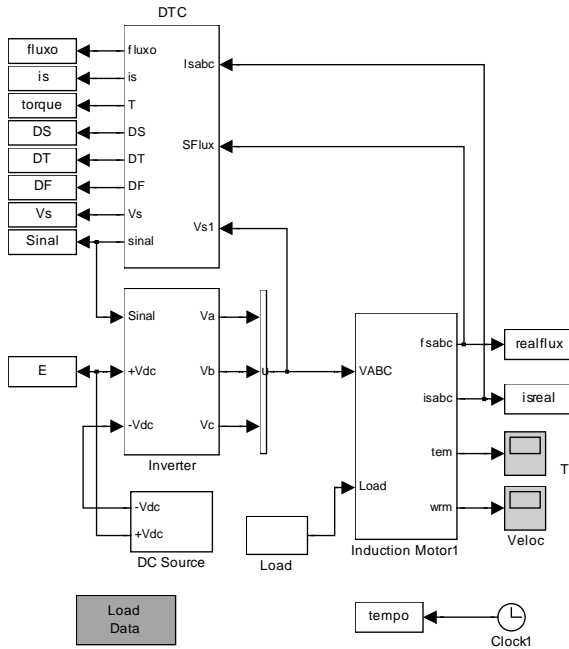 DTC
fluxo
fluxo
Isabc
is
is
torque
T
DS
DS
SFlux
DT
DT
DF
DF
Vs
Vs
Vs1
Sinal
sinal
Sinal
Va
fsabc
realflux
E
+Vdc
Vb
u
VABC
isabc
isreal
-Vdc
Vc
tem
T
Inverter
Load
wrm
-Vdc
+Vdc
DC Source
Load
Induction Motor1
Veloc
Load
Data
tempo
Clock1